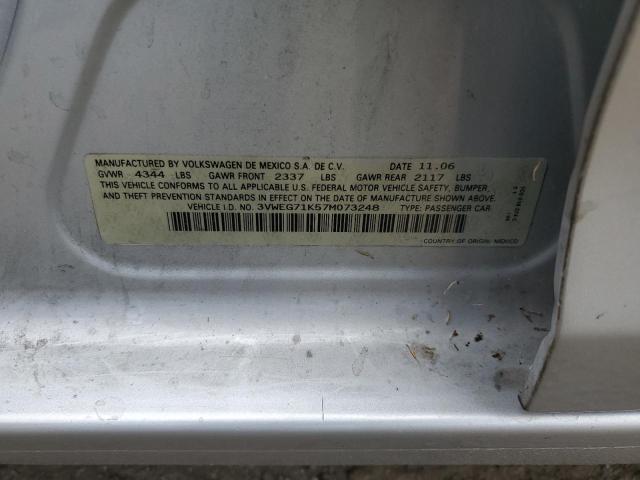 MANUFACTURED BY VOLKSWAGEN DE MEXICO S.A. DE C.V. DATE 11.06
GVWR 4344 LBS GAWR FRONT 2337 LBS GAWR REAR 2117 LBS
THIS VEHICLE CONFORMS TO ALL APPLICABLE U.S. FEDERAL MOTOR VEHICLE SAFETY, BUMPER,
AND THEFT PREVENTION STANDARDS IN EFFECT ON THE DATE OF MANUFACTURE SHOWN ABOVE.
VEHICLE I.D. NO. 3VWEG71K57M073248 TYPE: PASSENGER CAR
COUNTRY OF ORIGIN: MEXICO